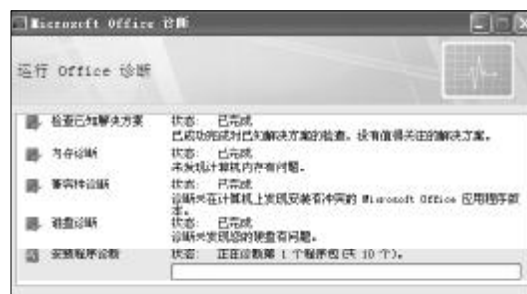 Microsoft Office 诊断
运行 Office 诊断
检查已知解决方案 状态: 已完成
已成功完成对已知解决方案的检查。没有值得关注的解决方案。
内存诊断 状态: 已完成
未发现计算机内存有问题。
兼容性诊断 状态: 已完成
诊断未在计算机上发现安装有冲突的 Microsoft Office 应用程序版
本。
磁盘诊断 状态: 已完成
诊断未发现您的硬盘有问题。
安装程序诊断 状态: 正在诊断第 1 个程序包(共 10 个)。